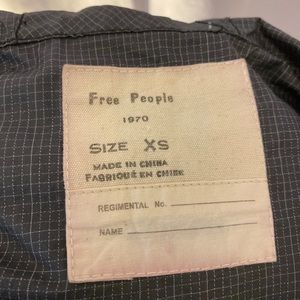 Free People
1970
SIZE XS
MADE IN CHINA
FABRIQUÉ EN CHINE
REGIMENTAL No.
NAME